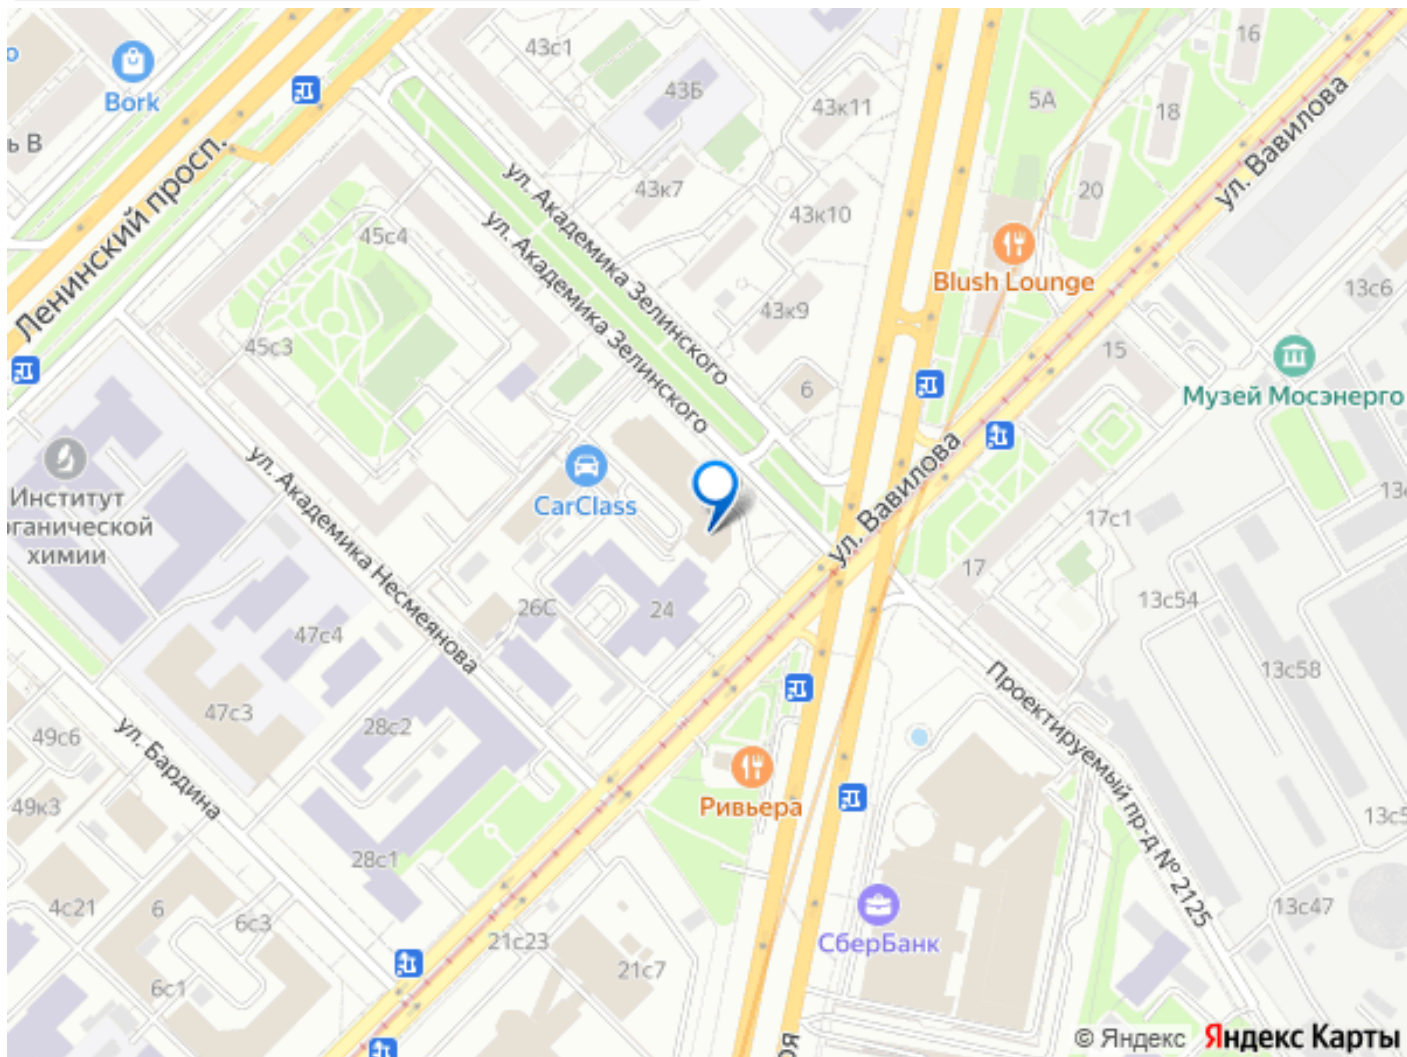 43с1
16
Bork
43Б
43к11
5А
18
ул. Вавилова
ь В
Ленинский просп.
ул. Академика Зелинского
43к7
20
43к10
ул. Академика Зелинского
45с4
Blush Lounge
13с6
43к9
45с3
15
6
Музей Мосэнерго
ул. Академика Несмеянова
CarClass
ул. Вавилова
Институт
рганической
химии
17с1
17
13с54
26С
24
47с4
13с58
Проектируемый пр-д № 2125
47с3
28с2
49с6
ул. Бардина
49к3
Ривьера
13с5
28с1
4с21
6
6с3
13с47
21с23
СберБанк
21с7
6с1
© Яндекс Яндекс Карты